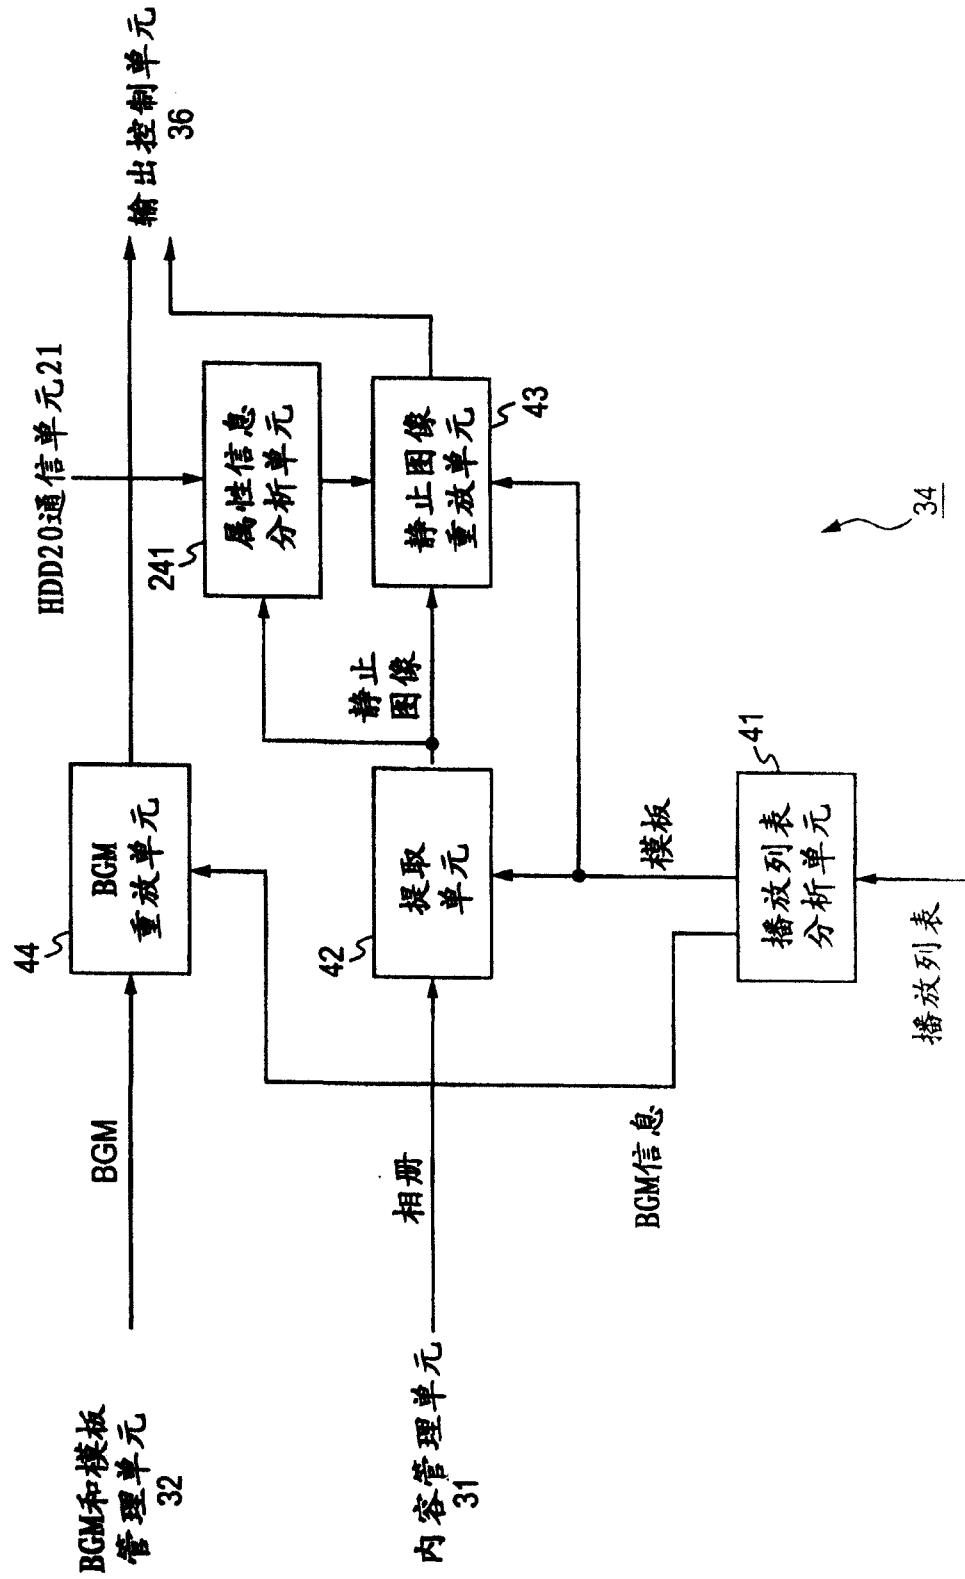 BGM和模板
管理单元
32
BGM
44
BGM
重放单元
HDD20通信单元21
输出控制单元
36
241
属性信息
分析单元
内容管理单元
31
相册
42
提取
单元
静止
图像
静止图像
重放单元
43
BGM信息
模板
41
播放列表
分析单元
播放列表
34